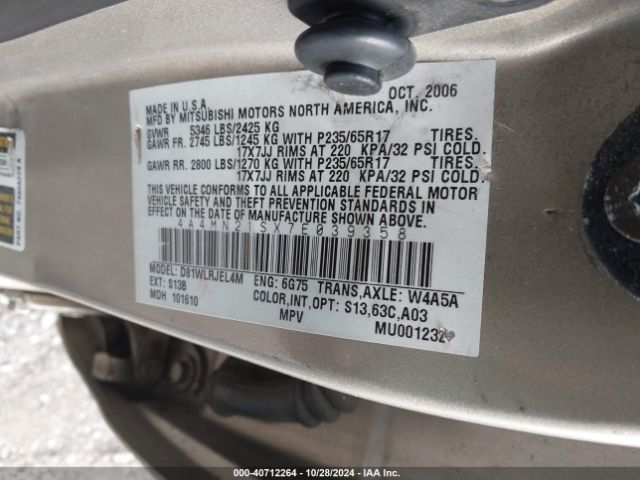 OCT. 2006
MADE IN U.S.A.
BY MITSUBISHI MOTORS NORTH AMERICA, INC.
GVWR 5346 LBS/2425 KG
GAWR FR. 2745 LBS/1245 KG WITH P235/65R17 TIRES.
17X7JJ RIMS AT 220 KPA/32 PSI COLD.
GAWR RR. 2800 LBS/1270 KG WITH P235/65R17 TIRES.
17X7JJ RIMS AT 220 KPA/32 PSI COLD.
THIS VEHICLE CONFORMS TO ALL APPLICABLE FEDERAL MOTOR
VEHICLE SAFETY AND THEFT PREVENTION STANDARDS IN
EFFECT ON THE DATE OF MANUFACTURE SHOWN ABOVE.
4A4MN21SX7E039358
MODEL: D81WLRJEL4M ENG: 6G75 TRANS,AXLE: W4A5A
EXT: S13B COLOR,INT,OPT: S13,63C,A03
MDH 101610 MPV MU001232
000-40712264 - 10/28/2024 - IAA Inc.